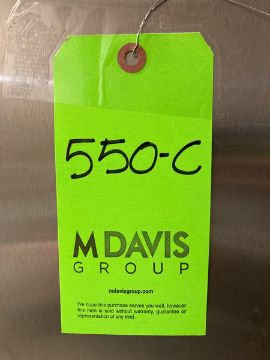 550-C
MDAVIS
GROUP
mdavisgroup.com
We hope this purchase serves you well, however
this item is sold without warranty, guarantee or
representation of any kind.